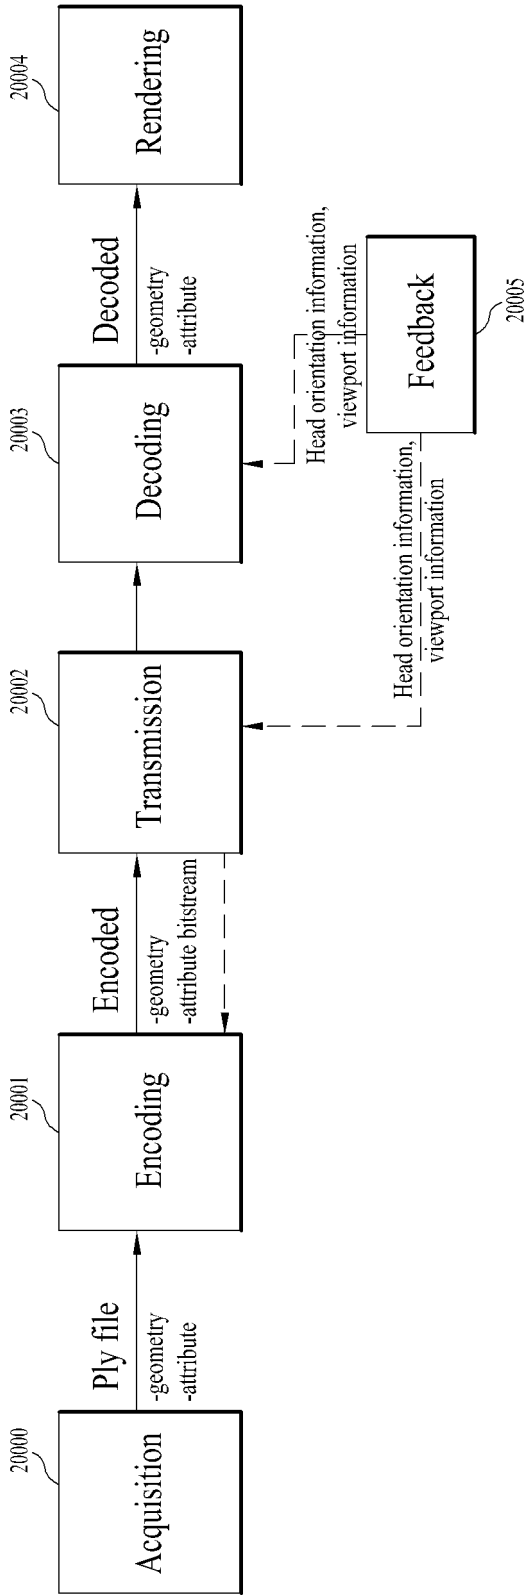 20000
Acquisition
Ply file
-geometry
-attribute
20001
Encoding
Encoded
-geometry
-attribute bitstream
20002
Transmission
20003
Decoding
Decoded
-geometry
-attribute
20004
Rendering
Head orientation information,
viewport information
Head orientation information,
viewport information
Feedback
20005